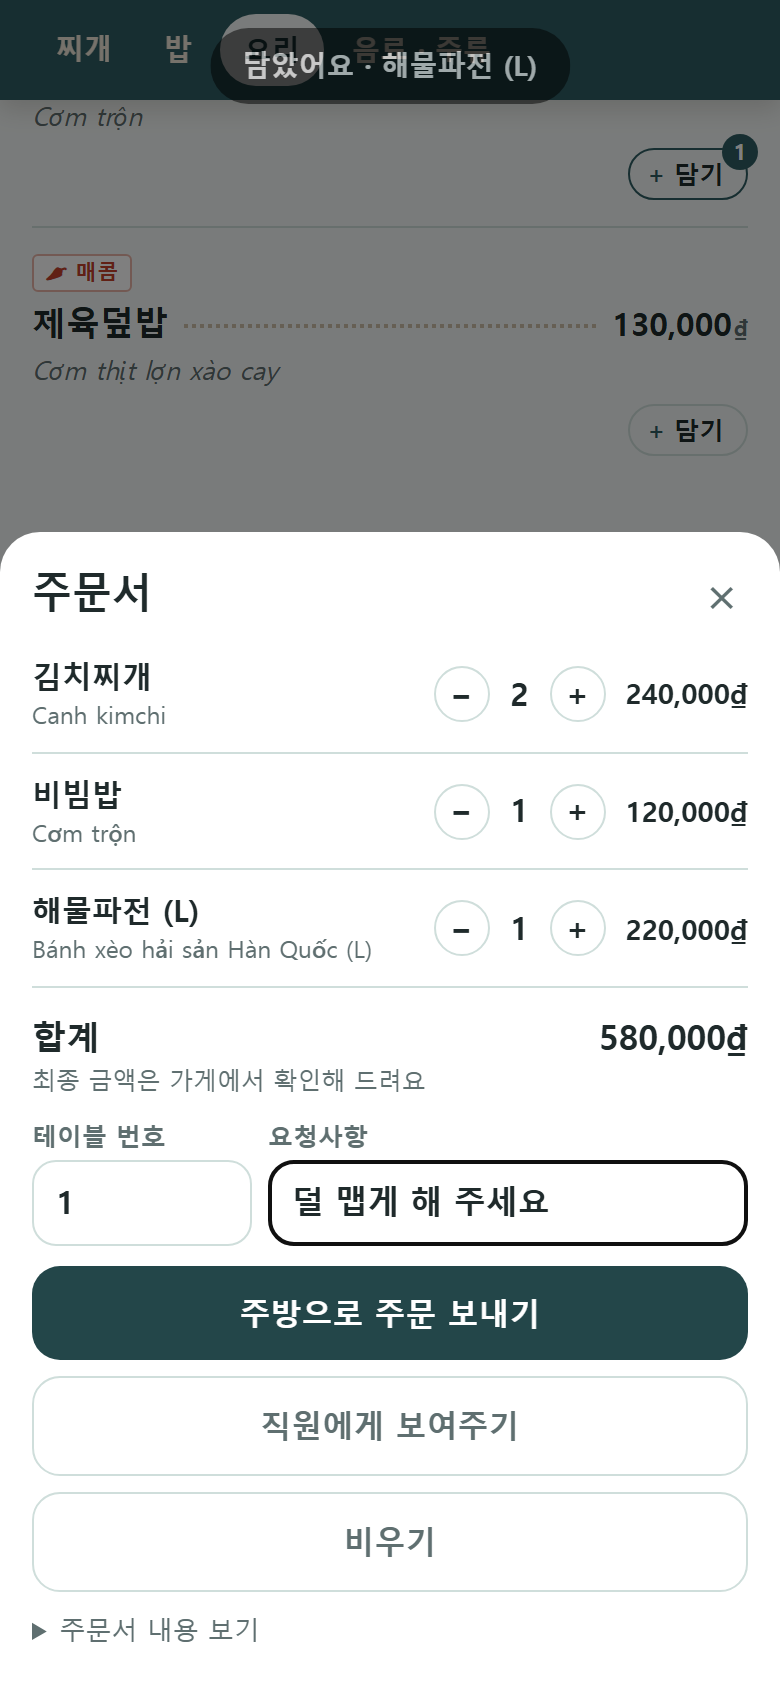 찌개 밥 요리 음료·주류
담았어요 · 해물파전 (L)
Cơm trộn
+ 담기 1
매콤
제육덮밥 130,000₫
Cơm thịt lợn xào cay
+ 담기
주문서 ×
김치찌개
Canh kimchi
− 2 + 240,000₫
비빔밥
Cơm trộn
− 1 + 120,000₫
해물파전 (L)
Bánh xèo hải sản Hàn Quốc (L)
− 1 + 220,000₫
합계 580,000₫
최종 금액은 가게에서 확인해 드려요
테이블 번호 요청사항
1 덜 맵게 해 주세요
주방으로 주문 보내기
직원에게 보여주기
비우기
▶ 주문서 내용 보기